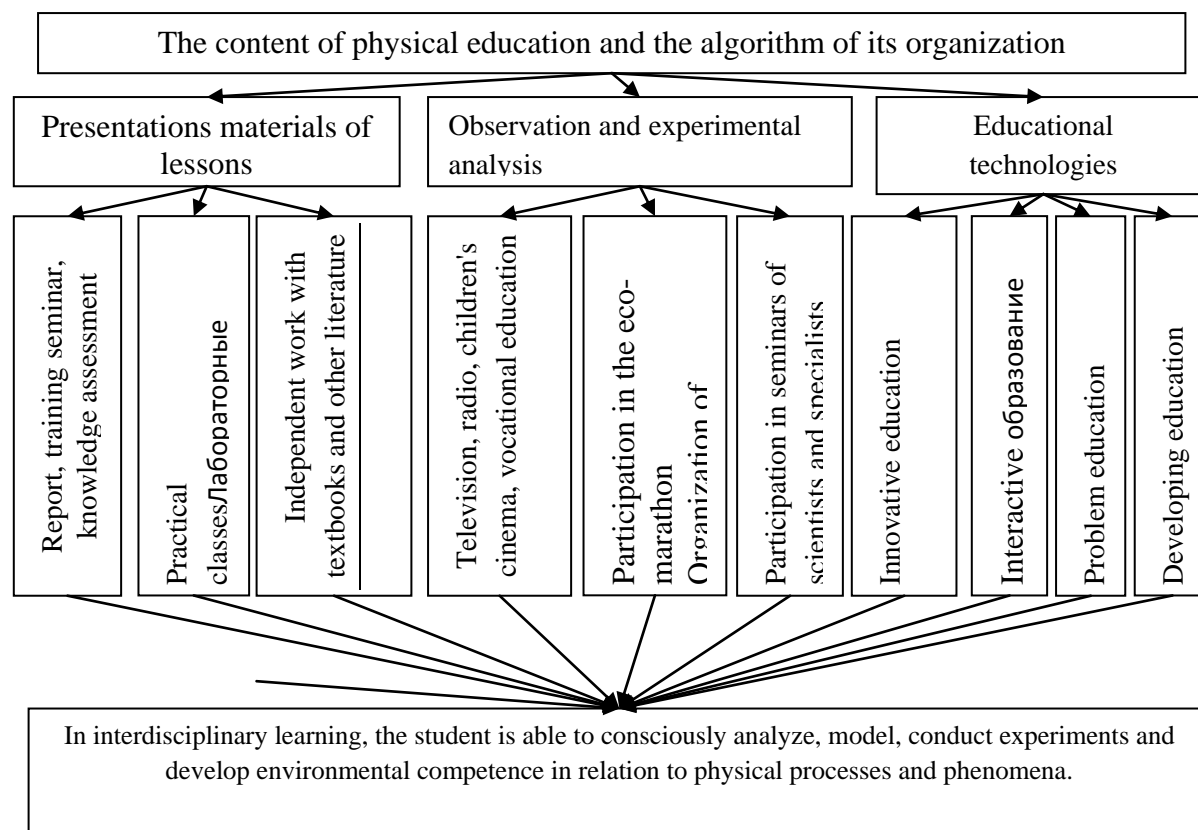 The content of physical education and the algorithm of its organization
Presentations materials of
lessons
Observation and experimental
analysis
Educational
technologies
Report, training seminar,
knowledge assessment
Practical
classesЛабораторные
Independent work with
textbooks and other literature
Television, radio, children's
cinema, vocational education
Participation in the eco-
marathon
Organization of
Participation in seminars of
scientists and specialists
Innovative education
Interactive образование
Problem education
Developing education
In interdisciplinary learning, the student is able to consciously analyze, model, conduct experiments and
develop environmental competence in relation to physical processes and phenomena.